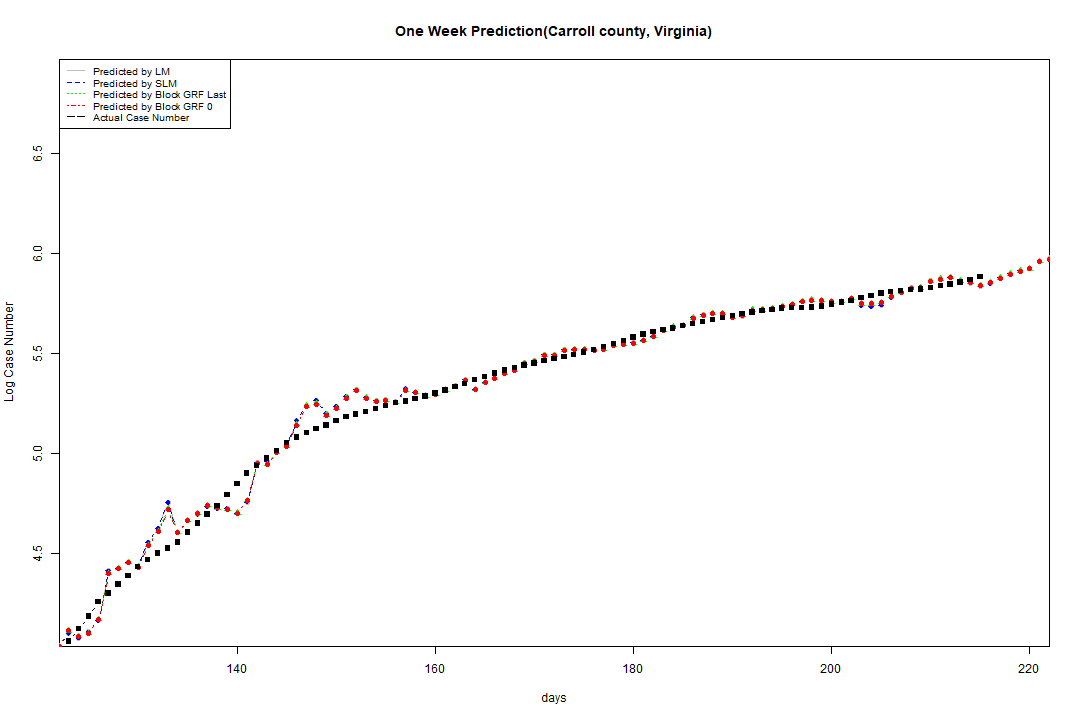 One Week Prediction(Carroll county, Virginia)
Predicted by LM
Predicted by SLM
Predicted by Block GRF Last
Predicted by Block GRF 0
Actual Case Number
6.5
6.0
5.5
5.0
4.5
Log Case Number
140 160 180 200 220
days